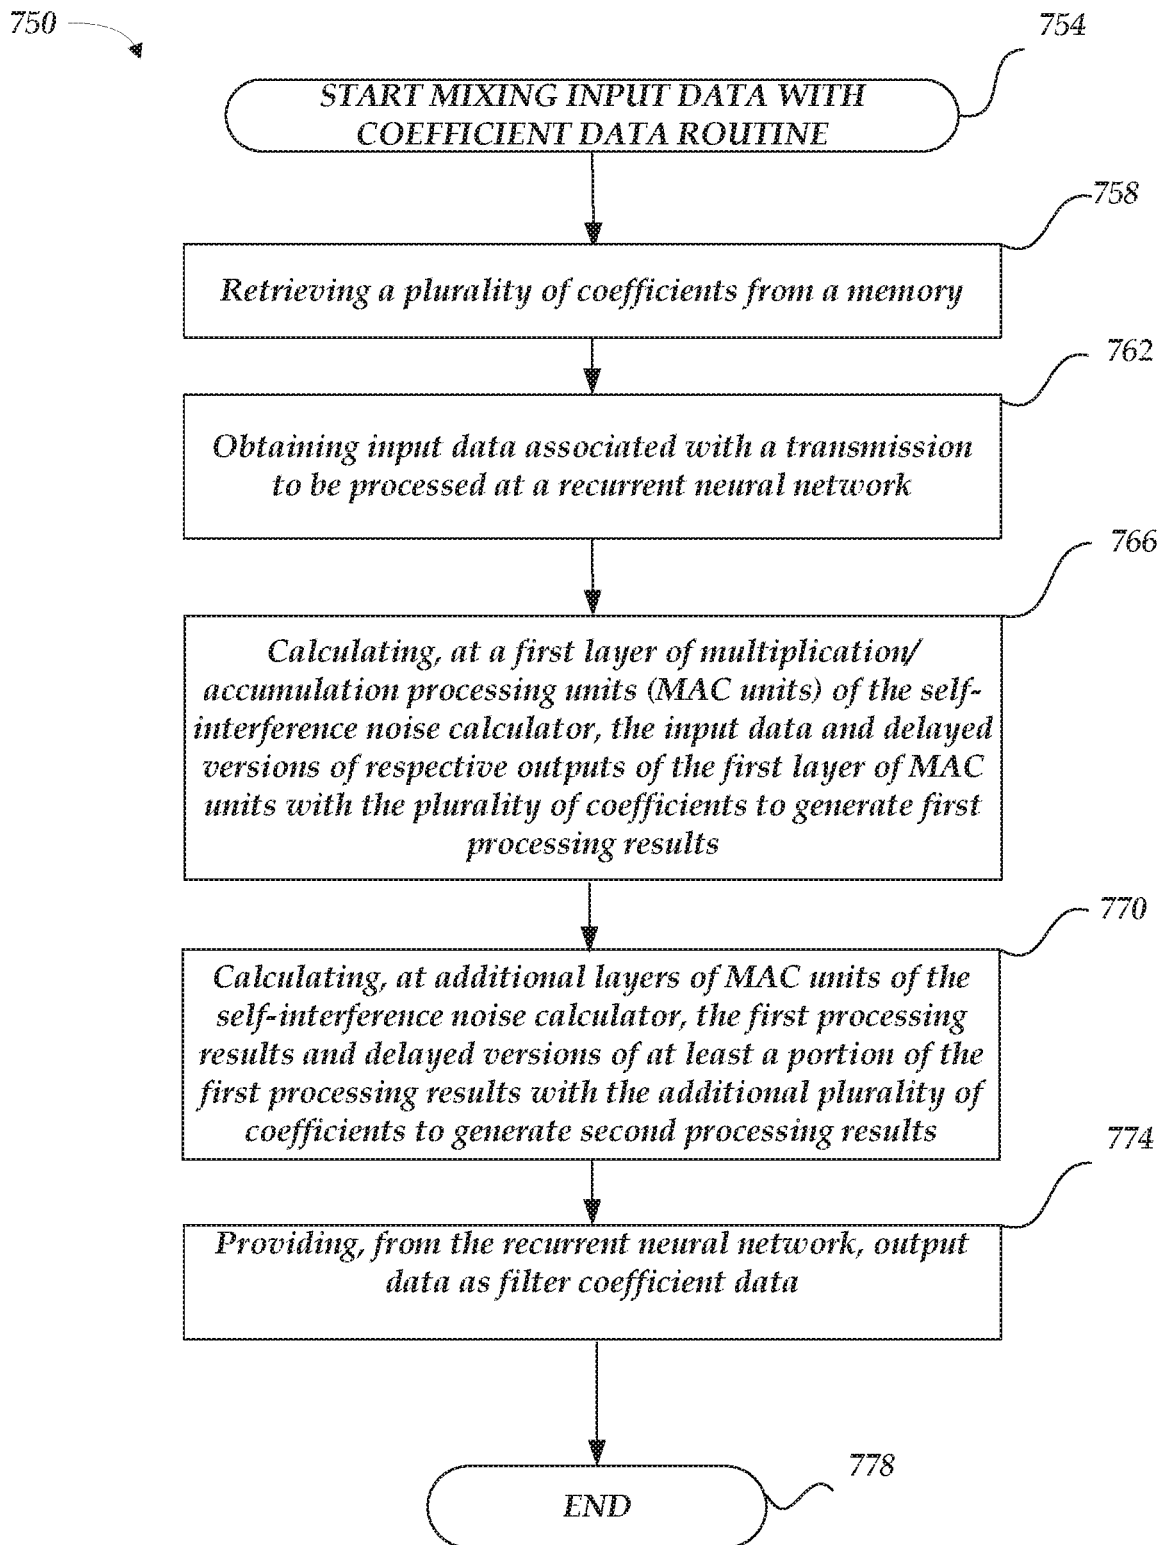 750
754
START MIXING INPUT DATA WITH
COEFFICIENT DATA ROUTINE
758
Retrieving a plurality of coefficients from a memory
762
Obtaining input data associated with a transmission
to be processed at a recurrent neural network
766
Calculating, at a first layer of multiplication/
accumulation processing units (MAC units) of the self-
interference noise calculator, the input data and delayed
versions of respective outputs of the first layer of MAC
units with the plurality of coefficients to generate first
processing results
770
Calculating, at additional layers of MAC units of the
self-interference noise calculator, the first processing
results and delayed versions of at least a portion of the
first processing results with the additional plurality of
coefficients to generate second processing results
774
Providing, from the recurrent neural network, output
data as filter coefficient data
778
END